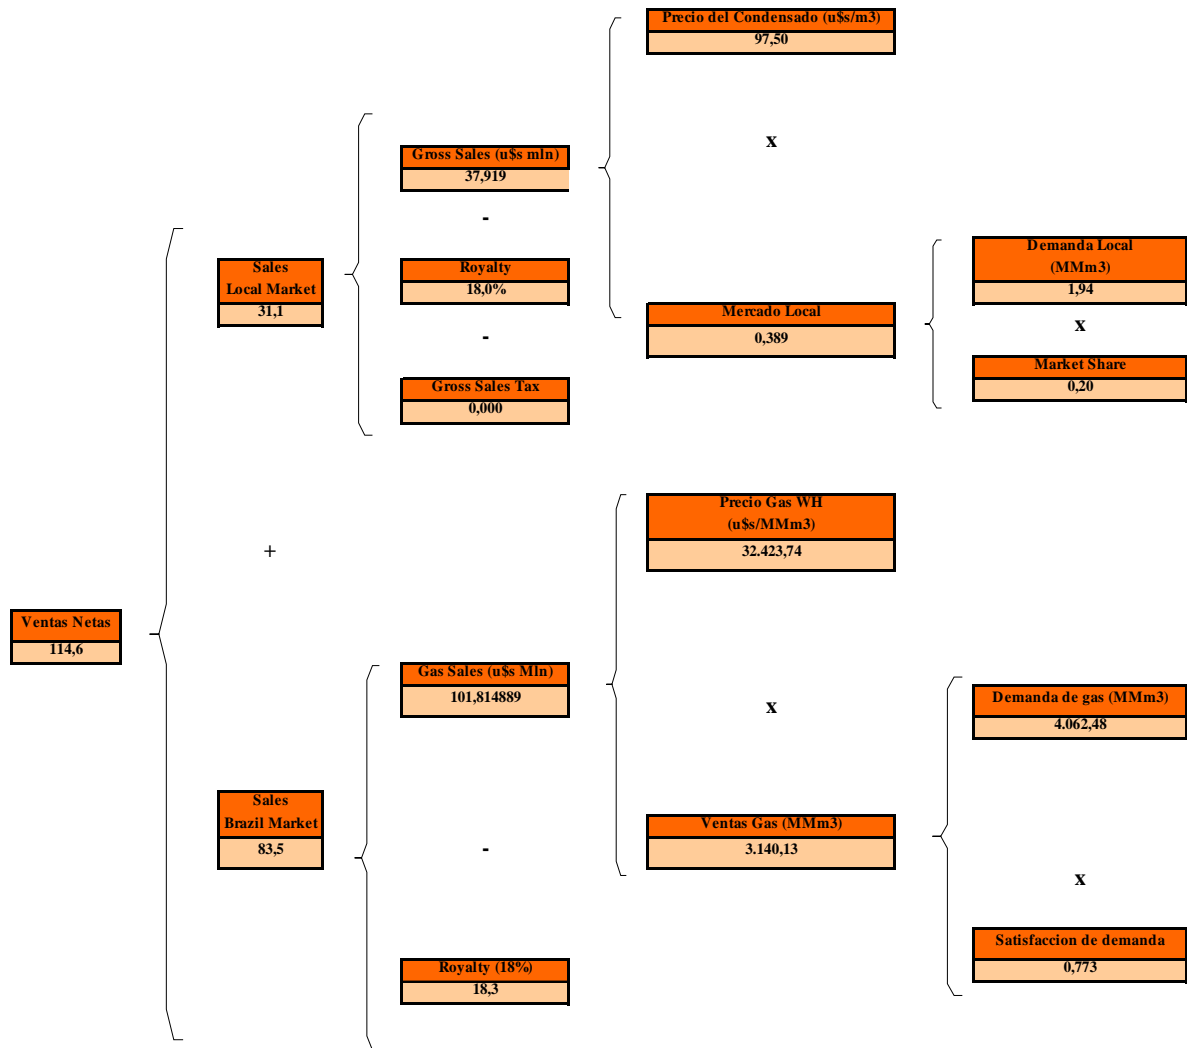 Precio del Condensado (u$s/m3)
97,50
x
Gross Sales (u$s mln)
37,919
-
Royalty
18,0%
-
Gross Sales Tax
0,000
Sales
Local Market
31,1
Mercado Local
0,389
Demanda Local
(MMm3)
1,94
x
Market Share
0,20
+
Ventas Netas
114,6
Precio Gas WH
(u$s/MMm3)
32.423,74
Gas Sales (u$s Mln)
101,814889
x
Demanda de gas (MMm3)
4.062,48
Sales
Brazil Market
83,5
-
Ventas Gas (MMm3)
3.140,13
x
Royalty (18%)
18,3
Satisfaccion de demanda
0,773